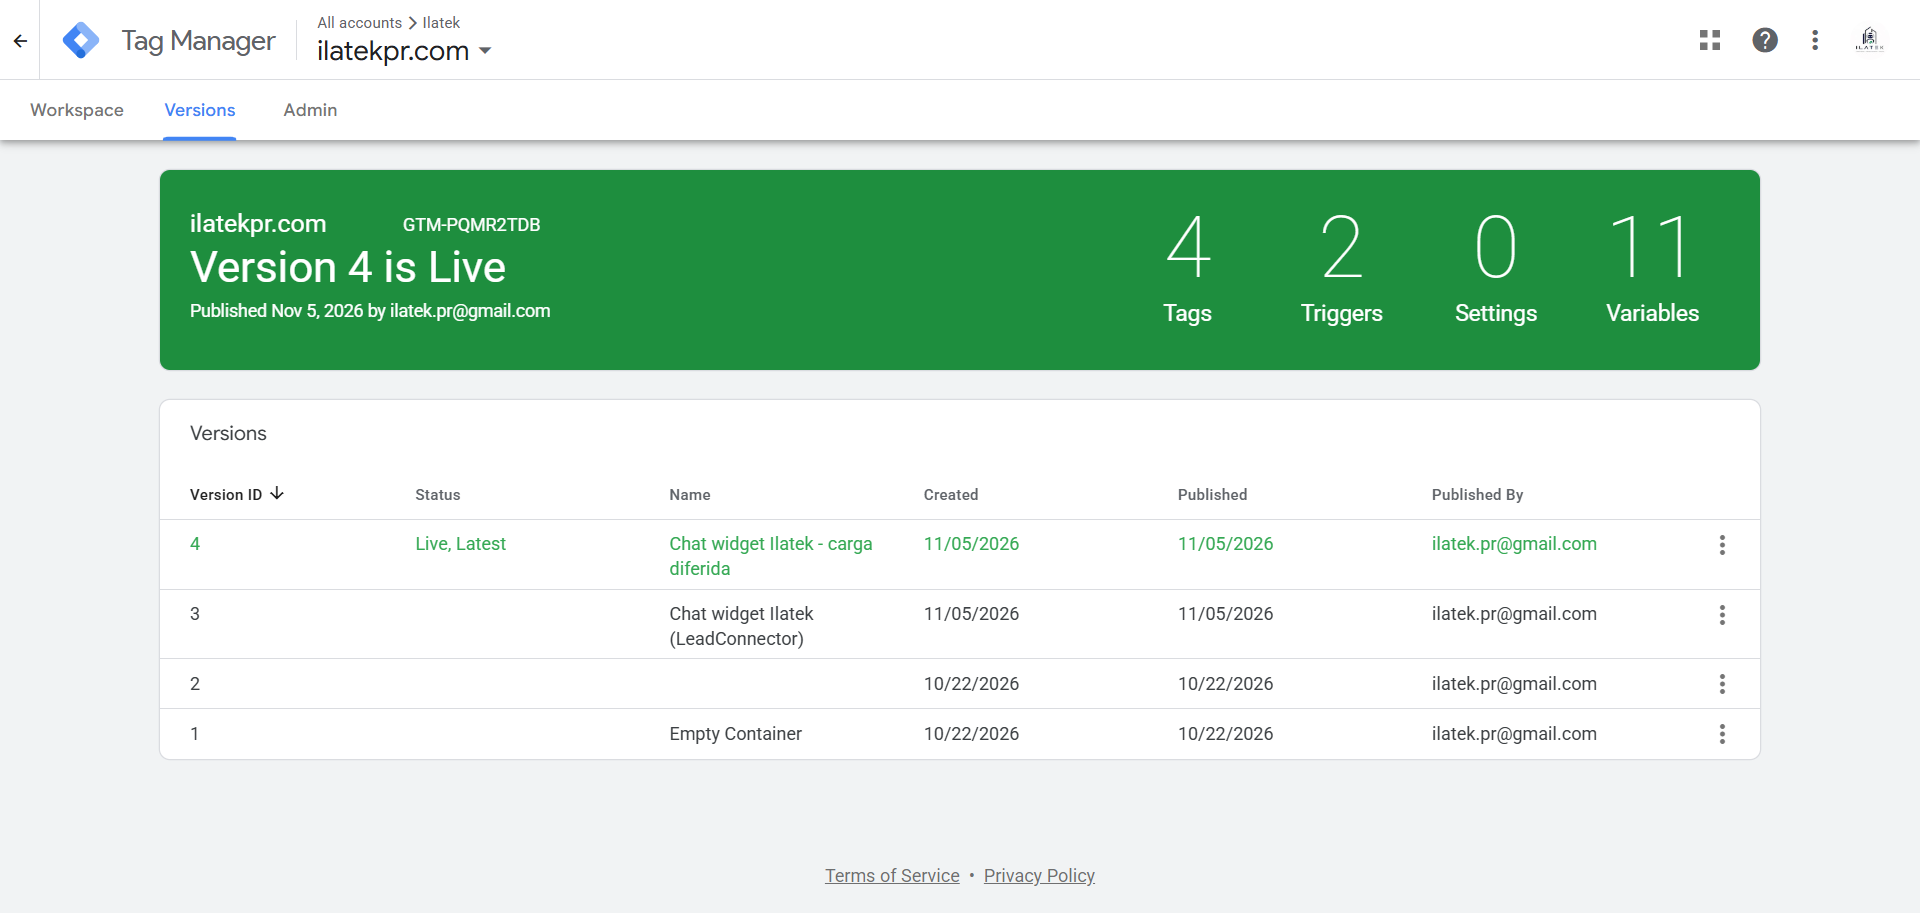 All accounts > Ilatek
Tag Manager
ilatekpr.com
ILATEK
Workspace Versions Admin
ilatekpr.com GTM-PQMR2TDB
Version 4 is Live
Published Nov 5, 2026 by ilatek.pr@gmail.com
4 2 0 11
Tags Triggers Settings Variables
Versions
Version ID Status Name Created Published Published By
4 Live, Latest Chat widget Ilatek - carga 11/05/2026 11/05/2026 ilatek.pr@gmail.com
diferida
3 Chat widget Ilatek 11/05/2026 11/05/2026 ilatek.pr@gmail.com
(LeadConnector)
2 10/22/2026 10/22/2026 ilatek.pr@gmail.com
1 Empty Container 10/22/2026 10/22/2026 ilatek.pr@gmail.com
Terms of Service • Privacy Policy